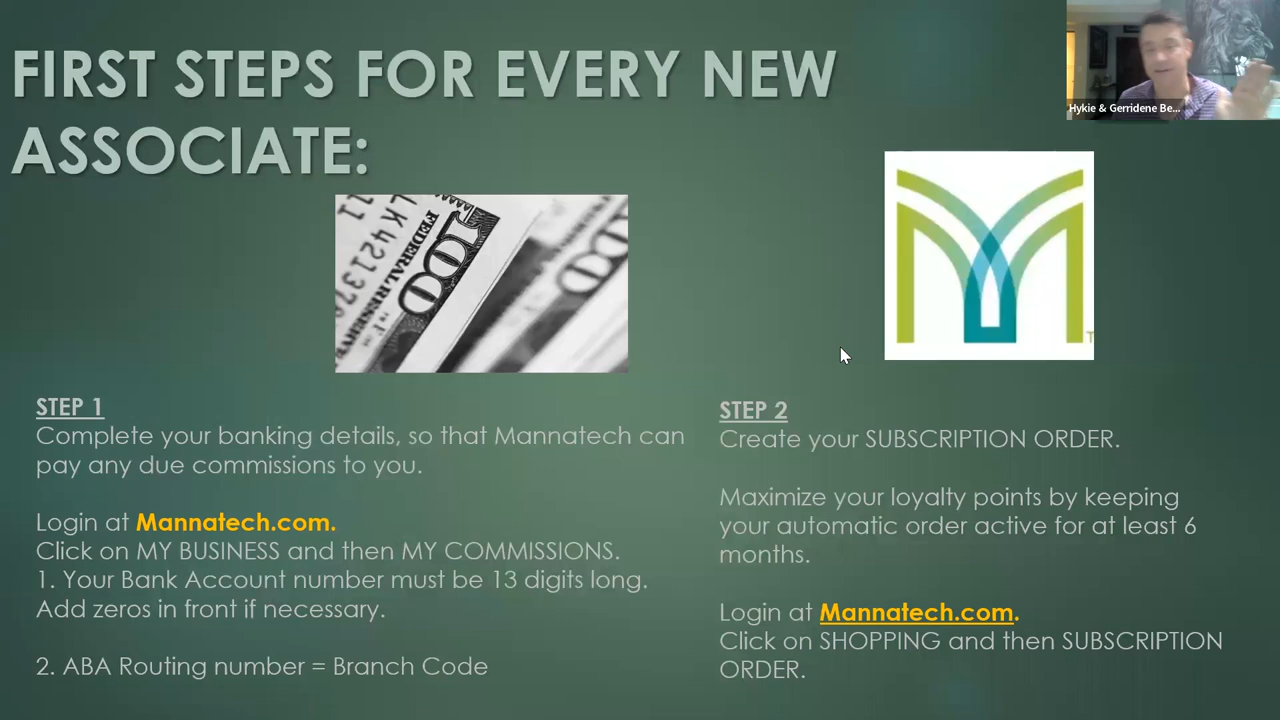 FIRST STEPS FOR EVERY NEW
ASSOCIATE:
Hykie & Gerridene Be...
100
FEDERAL RESERVE
STEP 1
Complete your banking details, so that Mannatech can
pay any due commissions to you.
Login at Mannatech.com.
Click on MY BUSINESS and then MY COMMISSIONS.
1. Your Bank Account number must be 13 digits long.
Add zeros in front if necessary.
2. ABA Routing number = Branch Code
STEP 2
Create your SUBSCRIPTION ORDER.
Maximize your loyalty points by keeping
your automatic order active for at least 6
months.
Login at Mannatech.com.
Click on SHOPPING and then SUBSCRIPTION
ORDER.